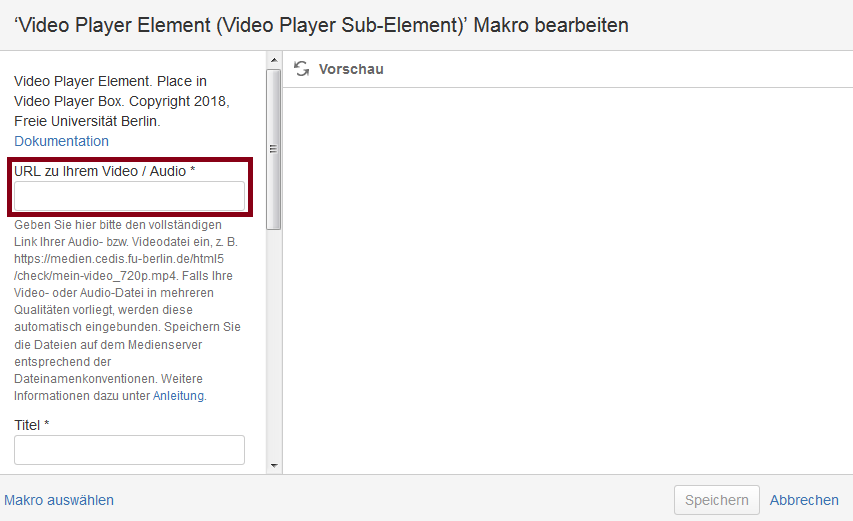 ‘Video Player Element (Video Player Sub-Element)’ Makro bearbeiten
Video Player Element. Place in
Video Player Box. Copyright 2018,
Freie Universität Berlin.
Dokumentation
URL zu Ihrem Video / Audio *
Geben Sie hier bitte den vollständigen
Link Ihrer Audio- bzw. Videodatei ein, z. B.
https://medien.cedis.fu-berlin.de/html5
/check/mein-video_720p.mp4. Falls Ihre
Video- oder Audio-Datei in mehreren
Qualitäten vorliegt, werden diese
automatisch eingebunden. Speichern Sie
die Dateien auf dem Medienserver
entsprechend der
Dateinamenkonventionen. Weitere
Informationen dazu unter Anleitung.
Titel *
Vorschau
Makro auswählen
Speichern
Abbrechen